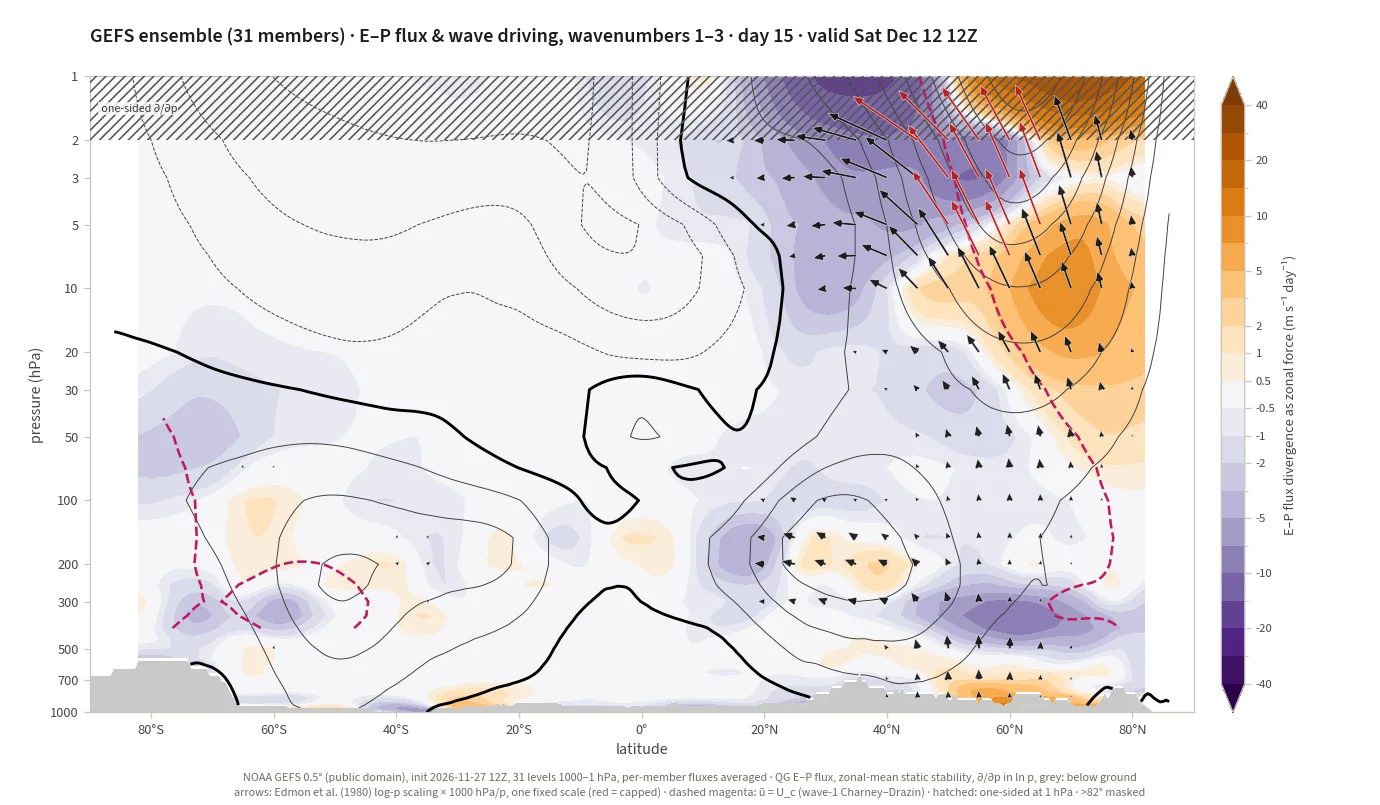 GEFS ensemble (31 members) · E–P flux & wave driving, wavenumbers 1–3 · day 15 · valid Sat Dec 12 12Z
one-sided ∂/∂p
1
2
3
5
10
20
30
50
100
200
300
500
700
1000
pressure (hPa)
80°S
60°S
40°S
20°S
0°
20°N
40°N
60°N
80°N
latitude
40
20
10
5
2
1
0.5
-0.5
-1
-2
-5
-10
-20
-40
E–P flux divergence as zonal force (m s⁻¹ day⁻¹)
NOAA GEFS 0.5° (public domain), init 2026-11-27 12Z, 31 levels 1000–1 hPa, per-member fluxes averaged · QG E–P flux, zonal-mean static stability, ∂/∂p in ln p, grey: below ground
arrows: Edmon et al. (1980) log-p scaling × 1000 hPa/p, one fixed scale (red = capped) · dashed magenta: ū = U_c (wave-1 Charney–Drazin) · hatched: one-sided at 1 hPa · >82° masked